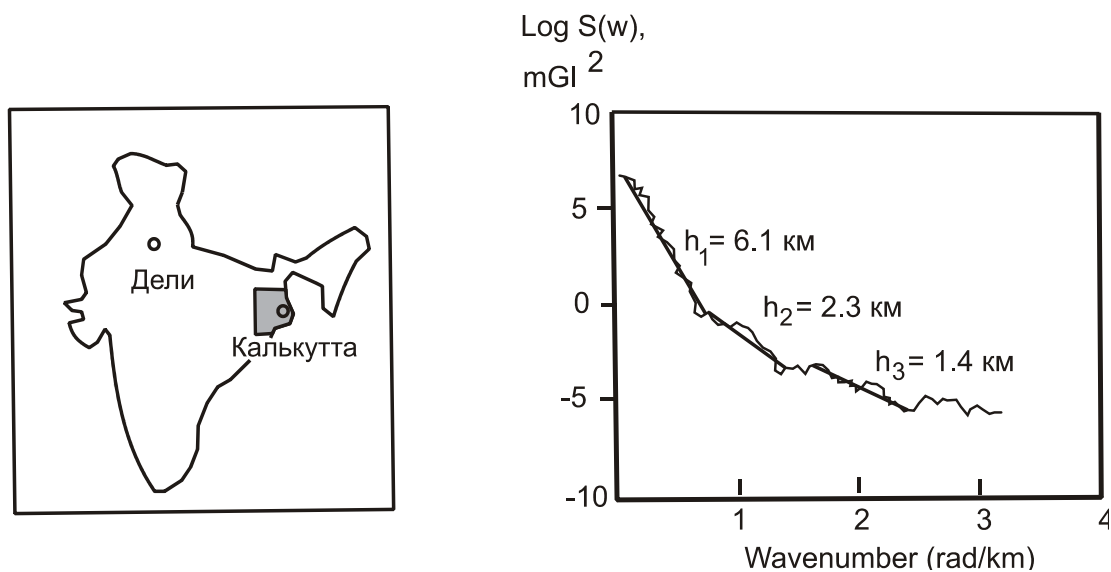 Дели
Калькутта
Log S(w),
mGl 2
10
5
0
-5
-10
h1 = 6.1 км
h2 = 2.3 км
h3 = 1.4 км
1 2 3 4
Wavenumber (rad/km)